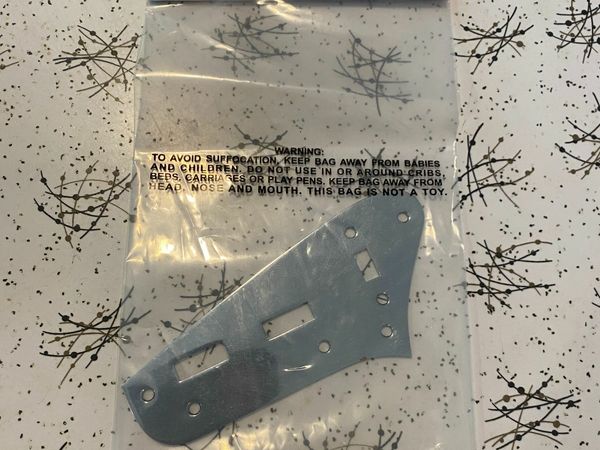 WARNING:
TO AVOID SUFFOCATION, KEEP BAG AWAY FROM BABIES
AND CHILDREN. DO NOT USE IN OR AROUND CRIBS,
BEDS, CARRIAGES OR PLAY PENS. KEEP BAG AWAY FROM
HEAD, NOSE AND MOUTH. THIS BAG IS NOT A TOY.